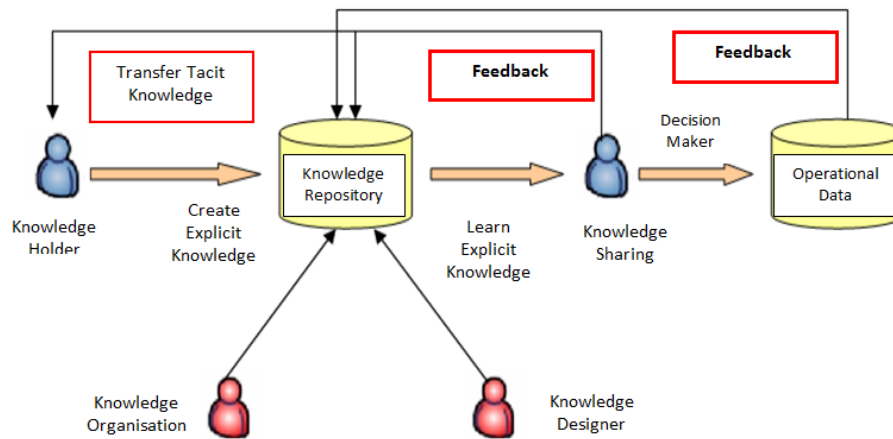 Transfer Tacit
Knowledge
Feedback
Feedback
Decision
Maker
Knowledge
Repository
Operational
Data
Knowledge
Holder
Create
Explicit
Knowledge
Learn
Explicit
Knowledge
Knowledge
Sharing
Knowledge
Organisation
Knowledge
Designer